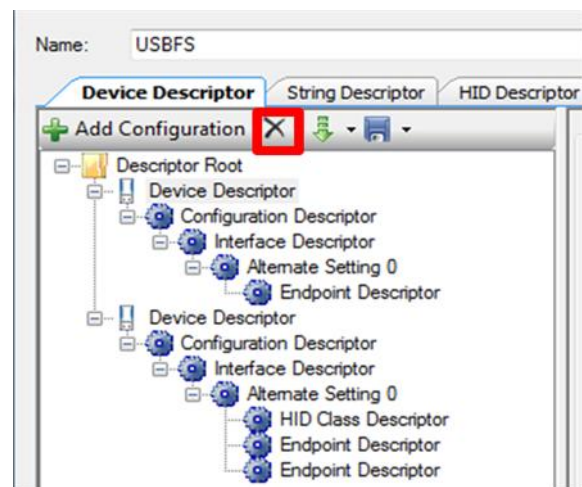 Name: USBFS
Device Descriptor String Descriptor HID Descriptor
Add Configuration
Descriptor Root
Device Descriptor
Configuration Descriptor
Interface Descriptor
Alternate Setting 0
Endpoint Descriptor
Device Descriptor
Configuration Descriptor
Interface Descriptor
Alternate Setting 0
HID Class Descriptor
Endpoint Descriptor
Endpoint Descriptor